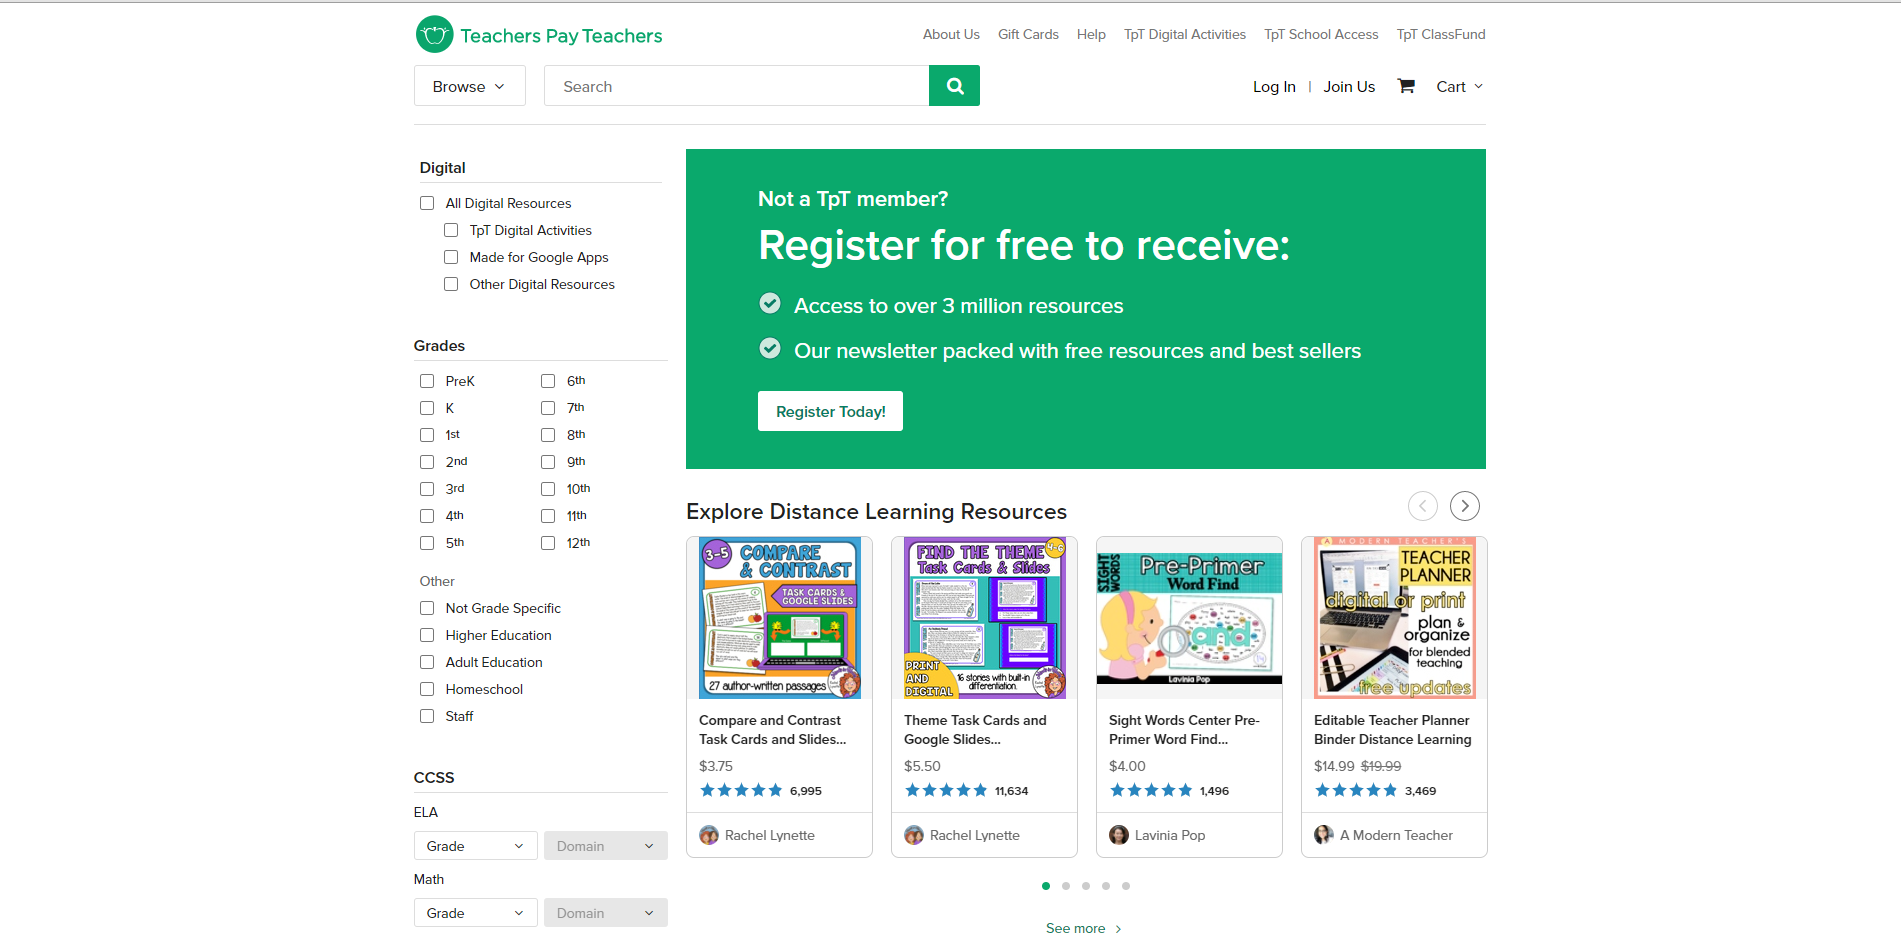 Teachers Pay Teachers
About Us Gift Cards Help TpT Digital Activities TpT School Access TpT ClassFund
Browse Search Log In | Join Us Cart
Digital
All Digital Resources
TpT Digital Activities
Made for Google Apps
Other Digital Resources
Grades
PreK 6th
K 7th
1st 8th
2nd 9th
3rd 10th
4th 11th
5th 12th
Other
Not Grade Specific
Higher Education
Adult Education
Homeschool
Staff
CCSS
ELA
Grade Domain
Math
Grade Domain
Not a TpT member?
Register for free to receive:
Access to over 3 million resources
Our newsletter packed with free resources and best sellers
Register Today!
Explore Distance Learning Resources
3-5 COMPARE
& CONTRAST
TASK CARDS &
GOOGLE SLIDES
27 author-written passages
Compare and Contrast
Task Cards and Slides...
$3.75
6,995
Rachel Lynette
FIND THE THEME 4-6
Task Cards & Slides
PRINT
AND
DIGITAL
16 stories with built-in
differentiation.
Theme Task Cards and
Google Slides...
$5.50
11,634
Rachel Lynette
SIGHT
WORDS
Pre-Primer
Word Find
and
Lavinia Pop
Sight Words Center Pre-
Primer Word Find...
$4.00
1,496
Lavinia Pop
A MODERN TEACHER'S
TEACHER
PLANNER
digital or print
plan &
organize
for blended
teaching
free updates
Editable Teacher Planner
Binder Distance Learning
$14.99 $19.99
3,469
A Modern Teacher
See more